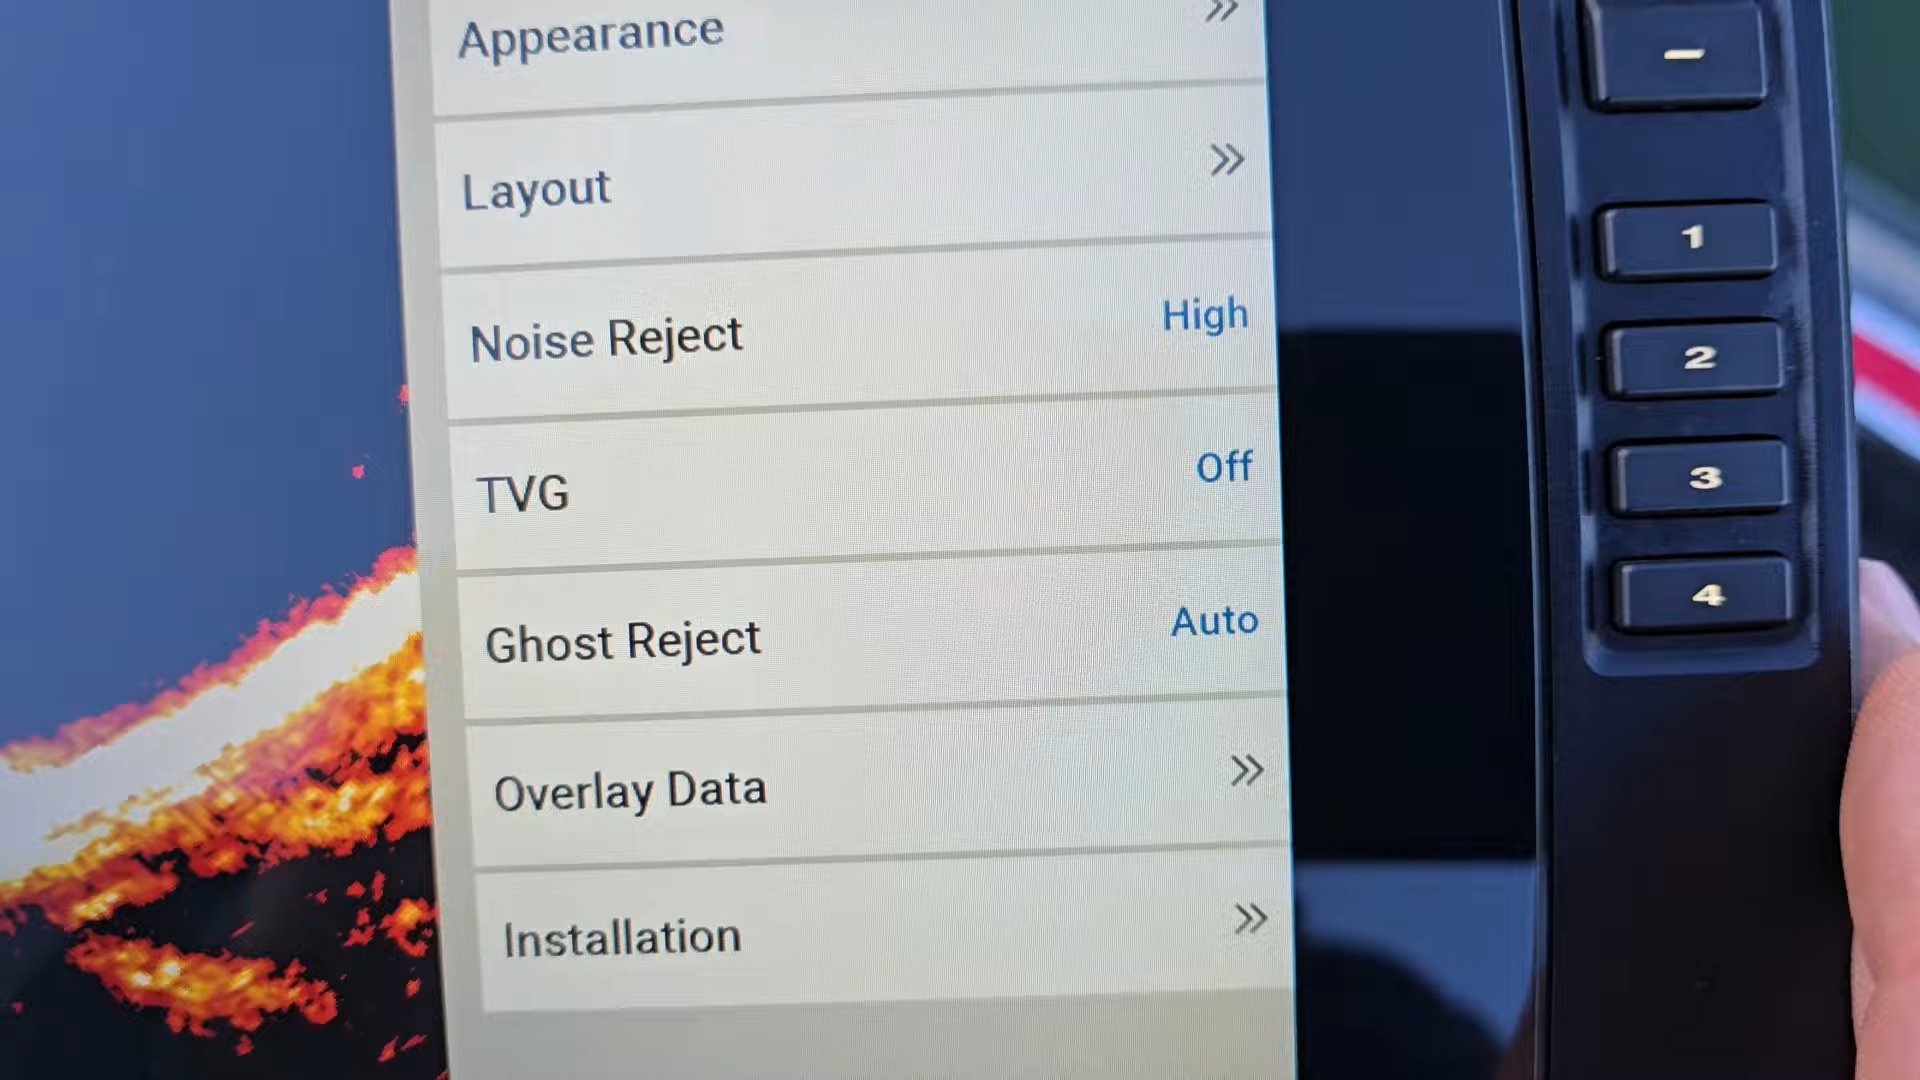 Appearance
Layout
Noise Reject High
TVG Off
Ghost Reject Auto
Overlay Data
Installation
1
2
3
4